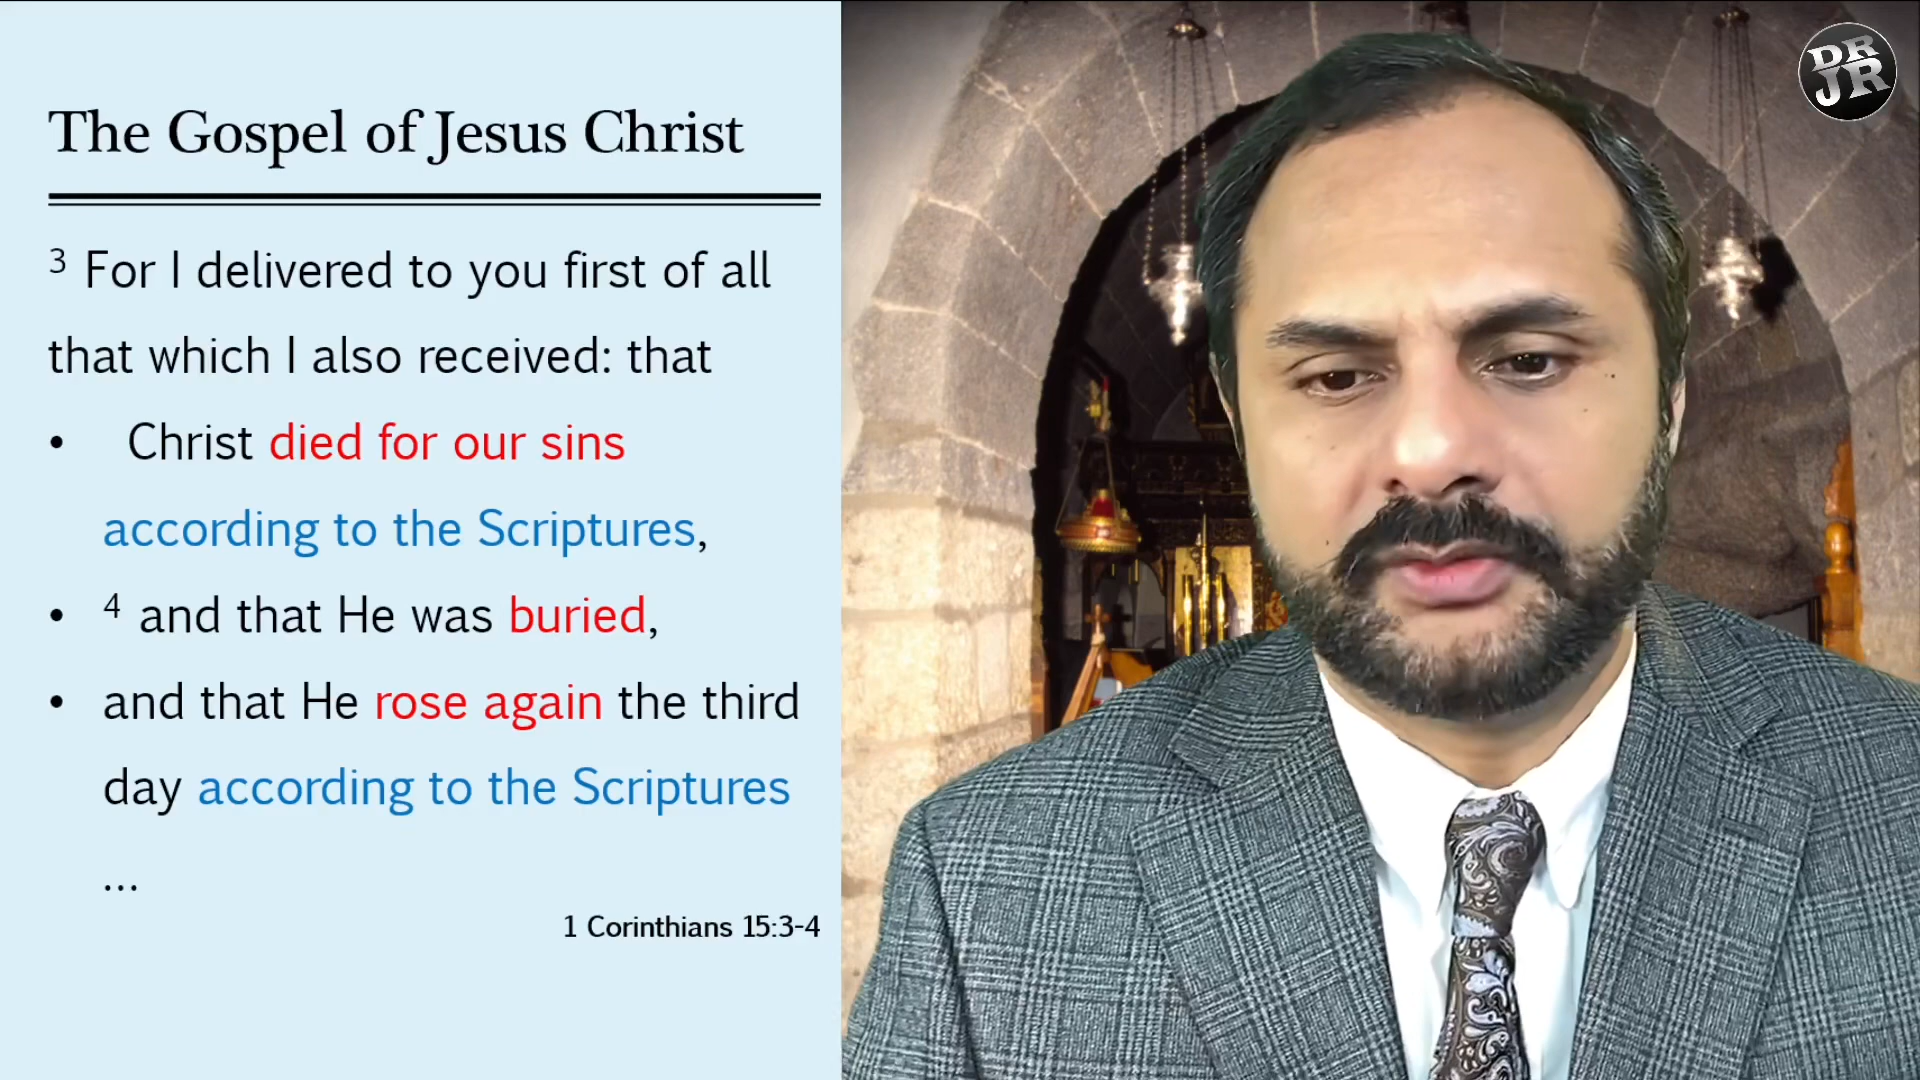 The Gospel of Jesus Christ
³ For I delivered to you first of all
that which I also received: that
• Christ died for our sins
according to the Scriptures,
• ⁴ and that He was buried,
• and that He rose again the third
day according to the Scriptures
...
1 Corinthians 15:3-4
DR
JR